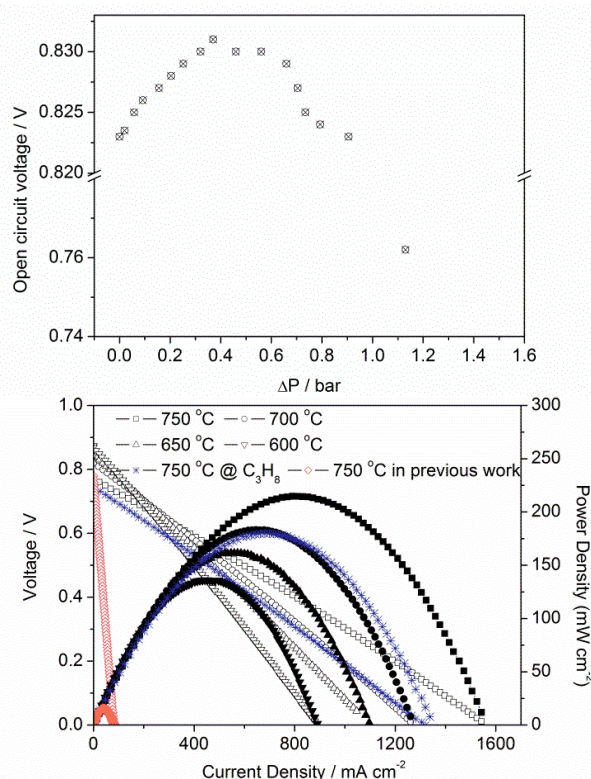 0.830
0.825
0.820
0.76
0.74
Open circuit voltage / V
0.0 0.2 0.4 0.6 0.8 1.0 1.2 1.4 1.6
ΔP / bar
1.0
0.8
0.6
0.4
0.2
0.0
Voltage / V
750 °C 700 °C
650 °C 600 °C
750 °C @ C₃H₈ 750 °C in previous work
300
250
200
150
100
50
0
Power Density (mW cm⁻²)
0 400 800 1200 1600
Current Density / mA cm⁻²